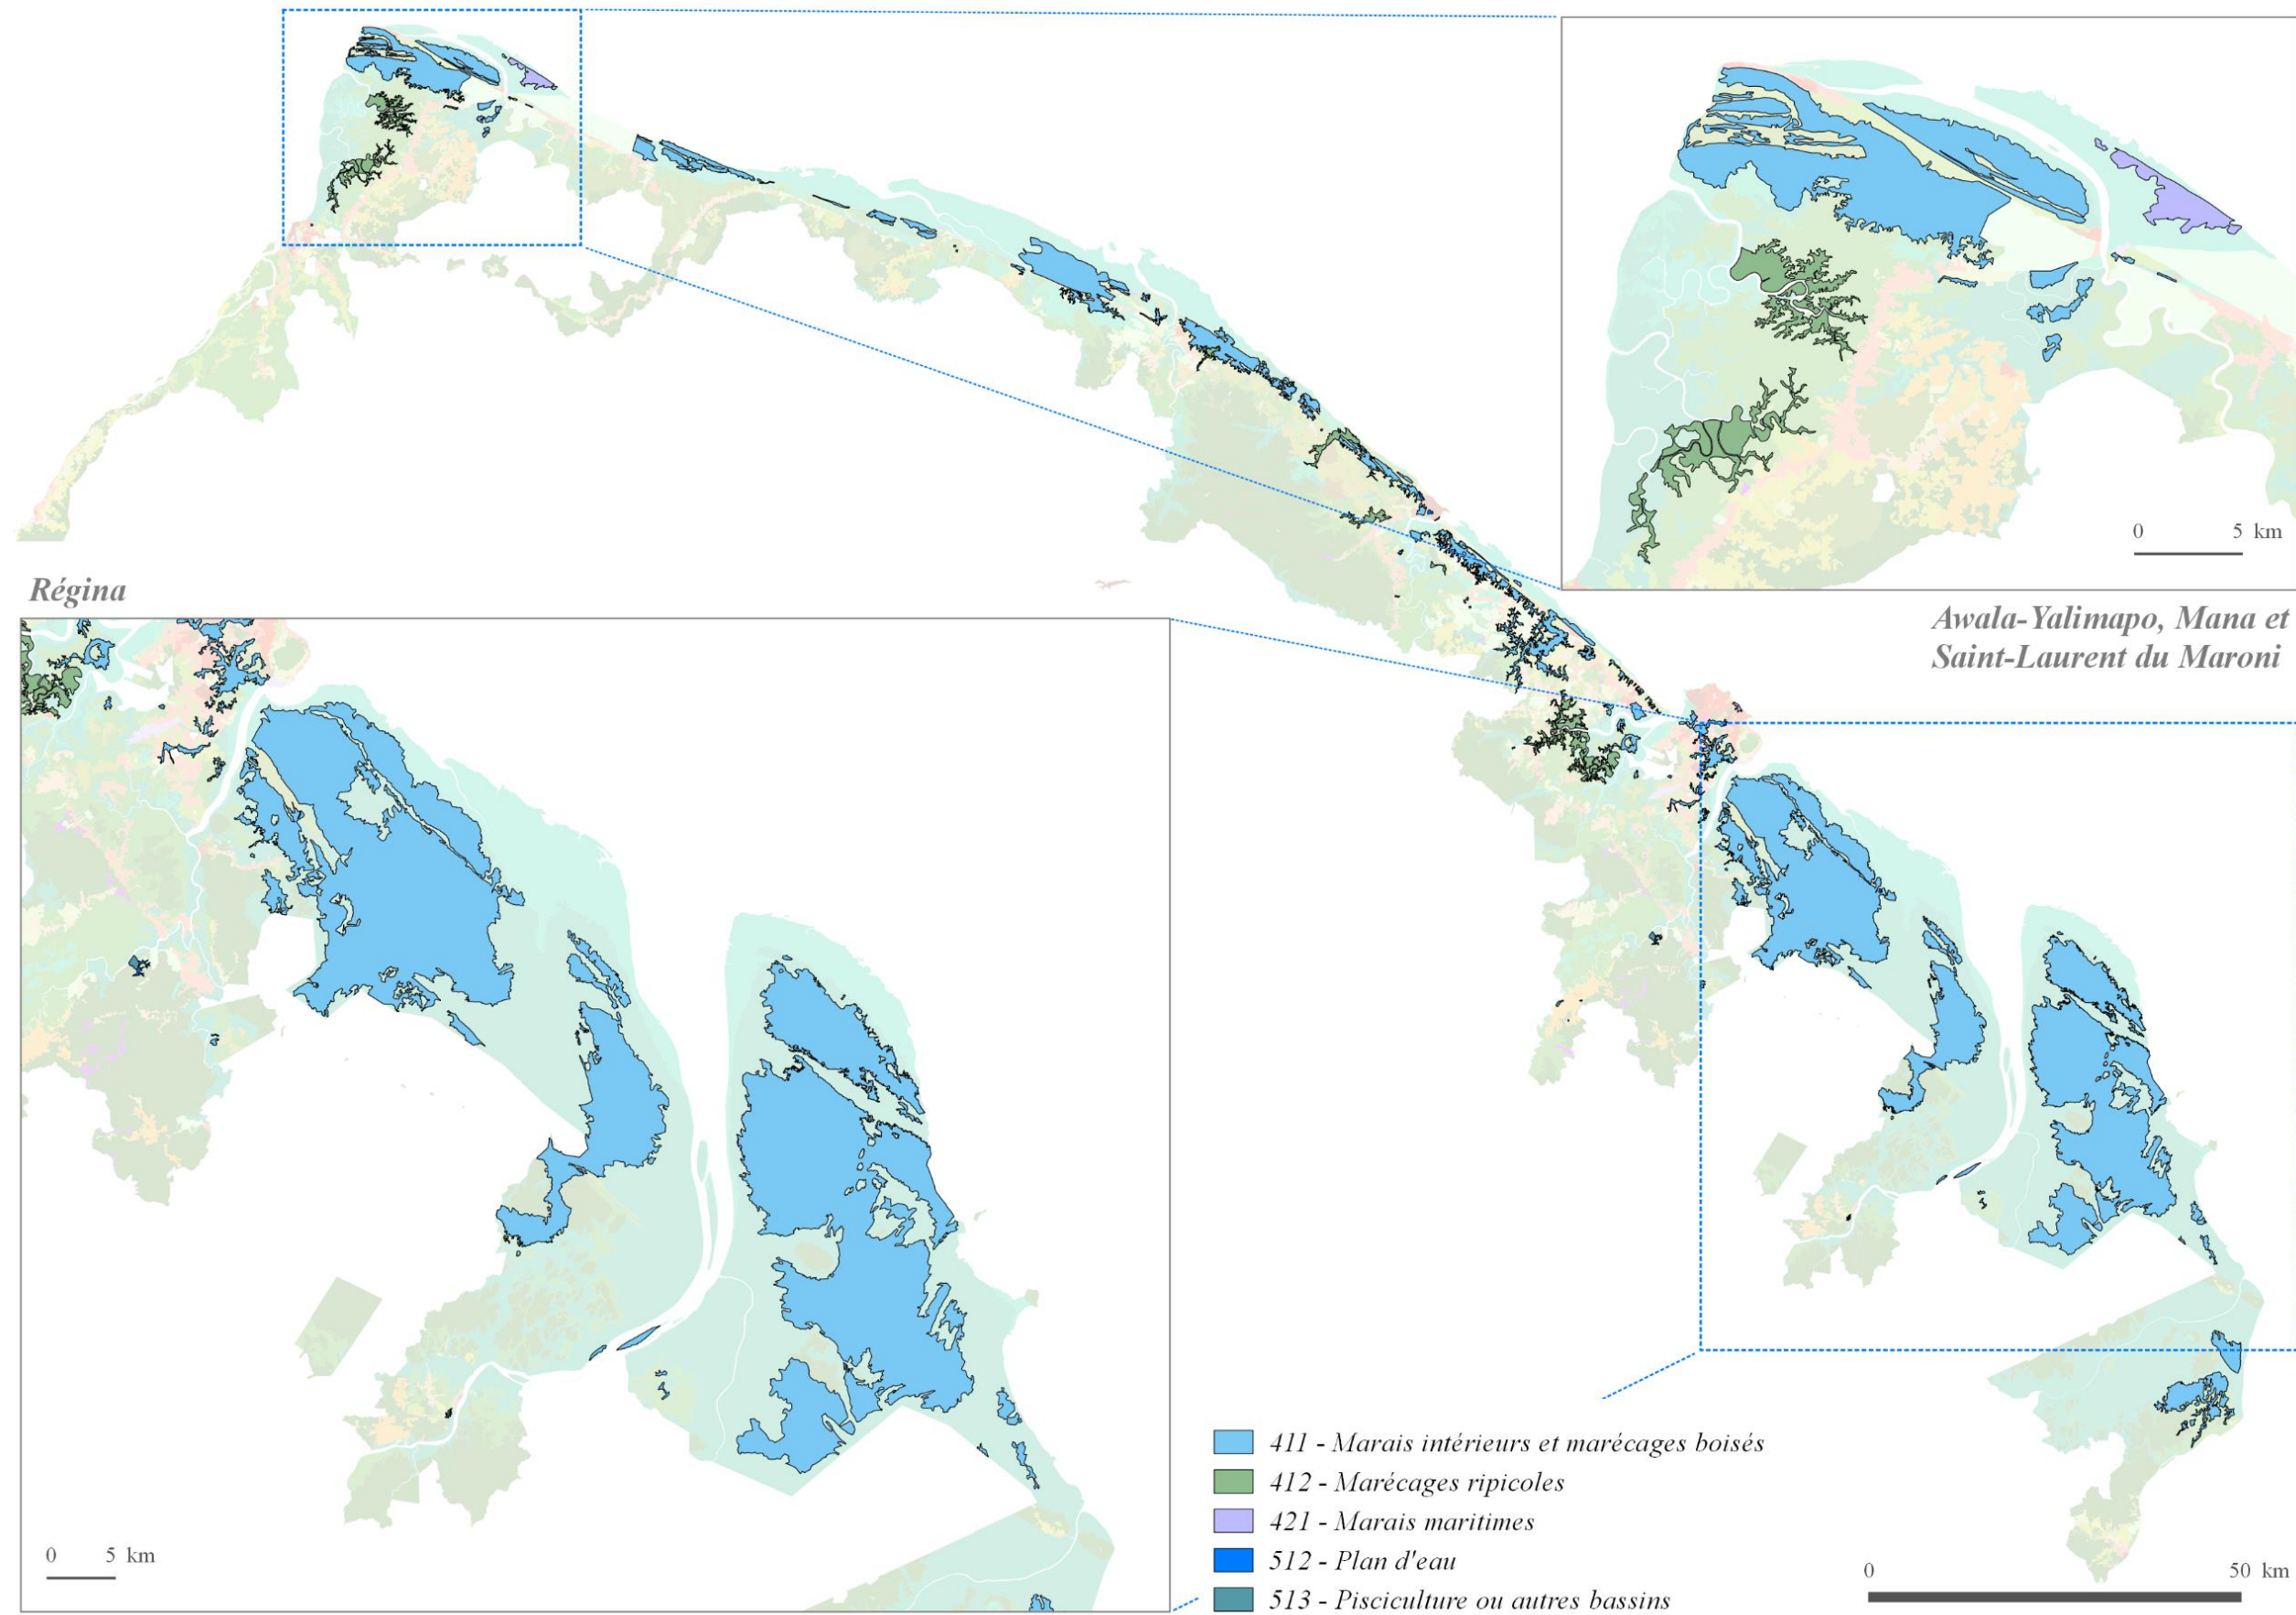 0 5 km
Régina
Awala-Yalimapo, Mana et
Saint-Laurent du Maroni
411 - Marais intérieurs et marécages boisés
412 - Marécages ripicoles
421 - Marais maritimes
512 - Plan d'eau
513 - Pisciculture ou autres bassins
0 5 km
0 50 km